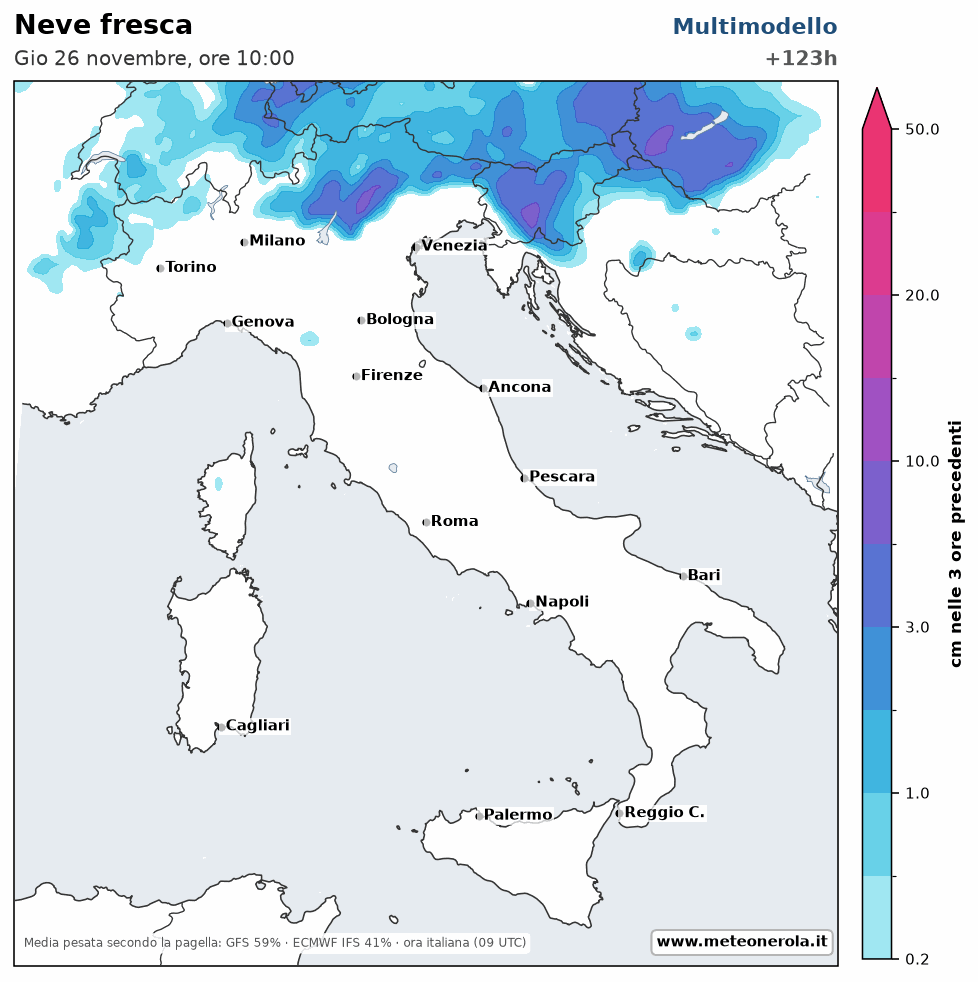 Neve fresca
Multimodello
Gio 26 novembre, ore 10:00
+123h
50.0
20.0
10.0
3.0
1.0
0.2
cm nelle 3 ore precedenti
Milano
Venezia
Torino
Genova
Bologna
Firenze
Ancona
Pescara
Roma
Bari
Napoli
Cagliari
Palermo
Reggio C.
Media pesata secondo la pagella: GFS 59% · ECMWF IFS 41% · ora italiana (09 UTC)
www.meteonerola.it